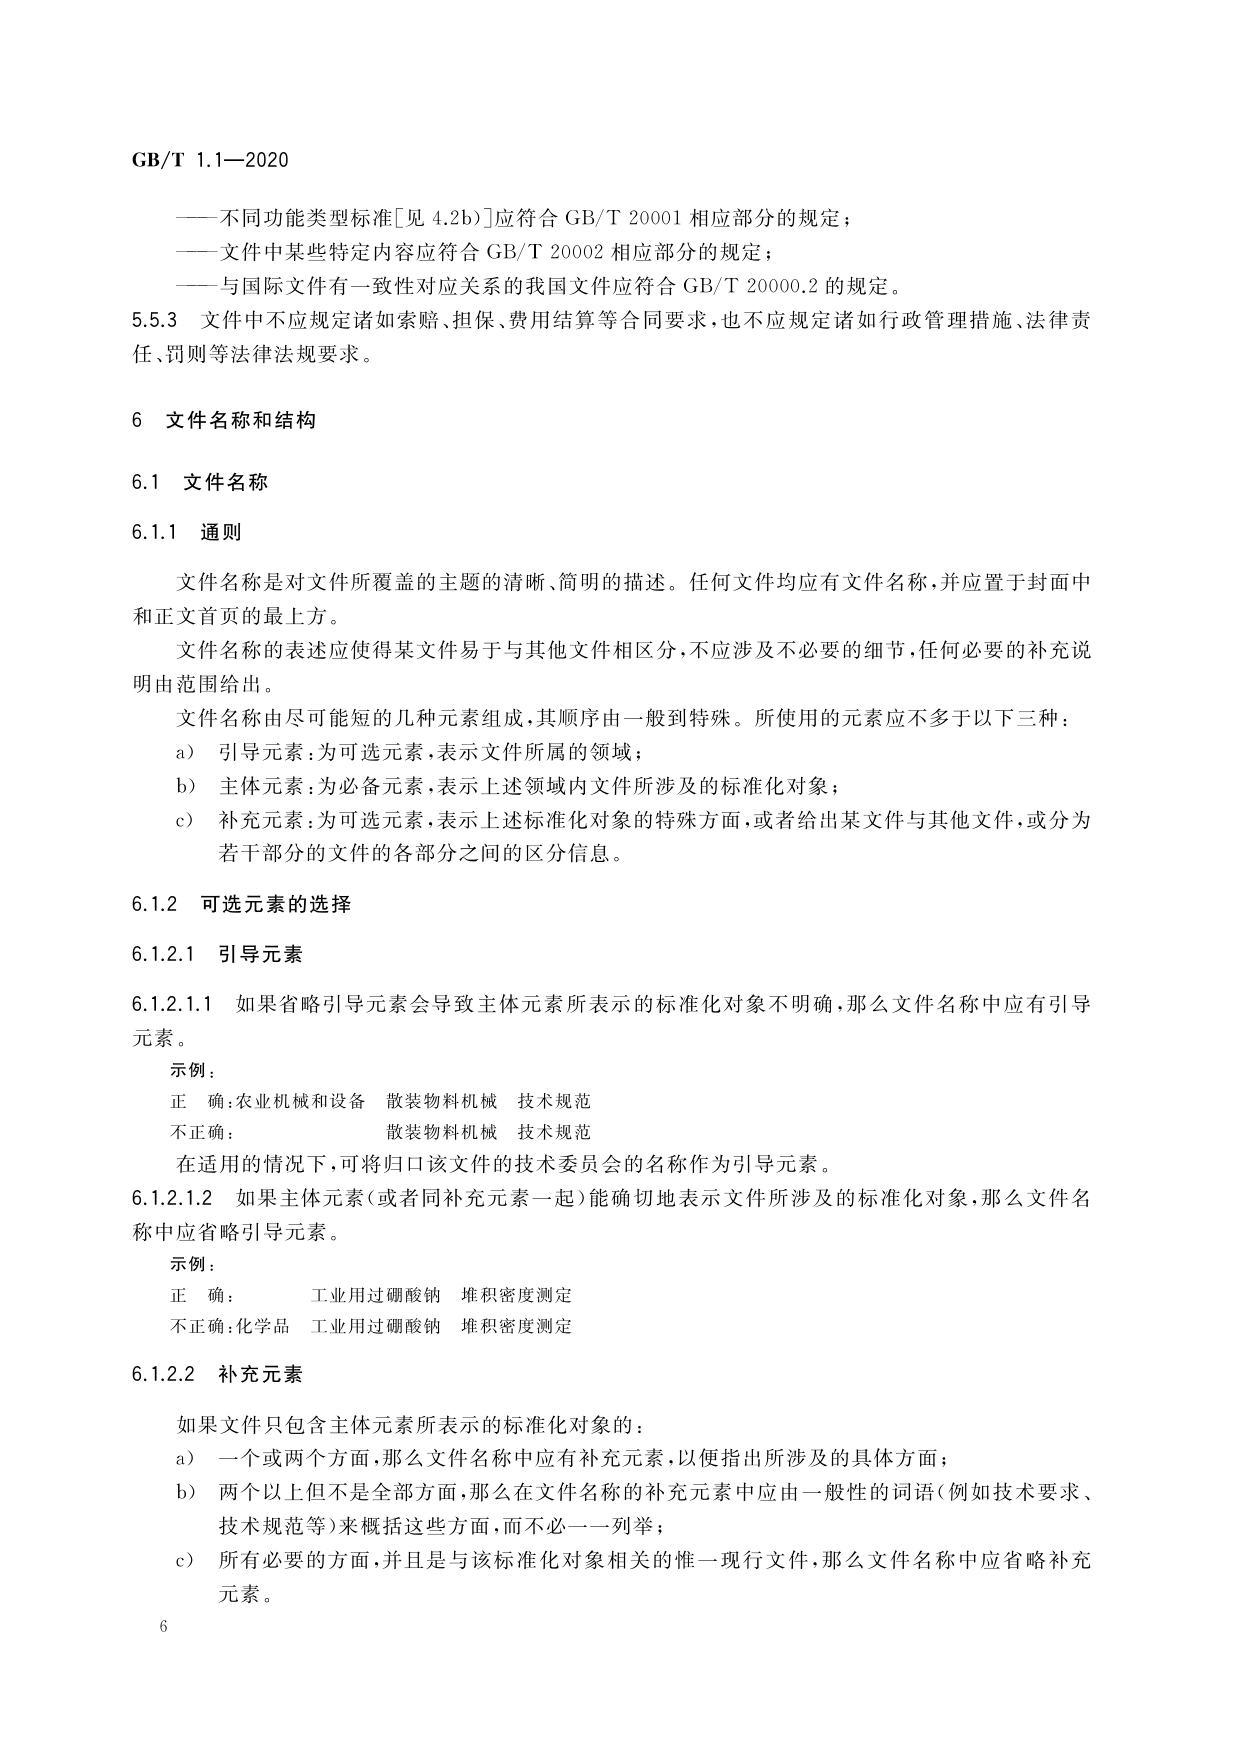 GB/T 1.1—2020
——不同功能类型标准[见 4.2b)]应符合 GB/T 20001 相应部分的规定;
——文件中某些特定内容应符合 GB/T 20002 相应部分的规定;
——与国际文件有一致性对应关系的我国文件应符合 GB/T 20000.2 的规定。
5.5.3 文件中不应规定诸如索赔、担保、费用结算等合同要求,也不应规定诸如行政管理措施、法律责
任、罚则等法律法规要求。
6 文件名称和结构
6.1 文件名称
6.1.1 通则
文件名称是对文件所覆盖的主题的清晰、简明的描述。任何文件均应有文件名称,并应置于封面中
和正文首页的最上方。
文件名称的表述应使得某文件易于与其他文件相区分,不应涉及不必要的细节,任何必要的补充说
明由范围给出。
文件名称由尽可能短的几种元素组成,其顺序由一般到特殊。所使用的元素应不多于以下三种:
a) 引导元素:为可选元素,表示文件所属的领域;
b) 主体元素:为必备元素,表示上述领域内文件所涉及的标准化对象;
c) 补充元素:为可选元素,表示上述标准化对象的特殊方面,或者给出某文件与其他文件,或分为
若干部分的文件的各部分之间的区分信息。
6.1.2 可选元素的选择
6.1.2.1 引导元素
6.1.2.1.1 如果省略引导元素会导致主体元素所表示的标准化对象不明确,那么文件名称中应有引导
元素。
示例:
正 确:农业机械和设备 散装物料机械 技术规范
不正确: 散装物料机械 技术规范
在适用的情况下,可将归口该文件的技术委员会的名称作为引导元素。
6.1.2.1.2 如果主体元素(或者同补充元素一起)能确切地表示文件所涉及的标准化对象,那么文件名
称中应省略引导元素。
示例:
正 确: 工业用过硼酸钠 堆积密度测定
不正确:化学品 工业用过硼酸钠 堆积密度测定
6.1.2.2 补充元素
如果文件只包含主体元素所表示的标准化对象的:
a) 一个或两个方面,那么文件名称中应有补充元素,以便指出所涉及的具体方面;
b) 两个以上但不是全部方面,那么在文件名称的补充元素中应由一般性的词语(例如技术要求、
技术规范等)来概括这些方面,而不必一一列举;
c) 所有必要的方面,并且是与该标准化对象相关的惟一现行文件,那么文件名称中应省略补充
元素。
6